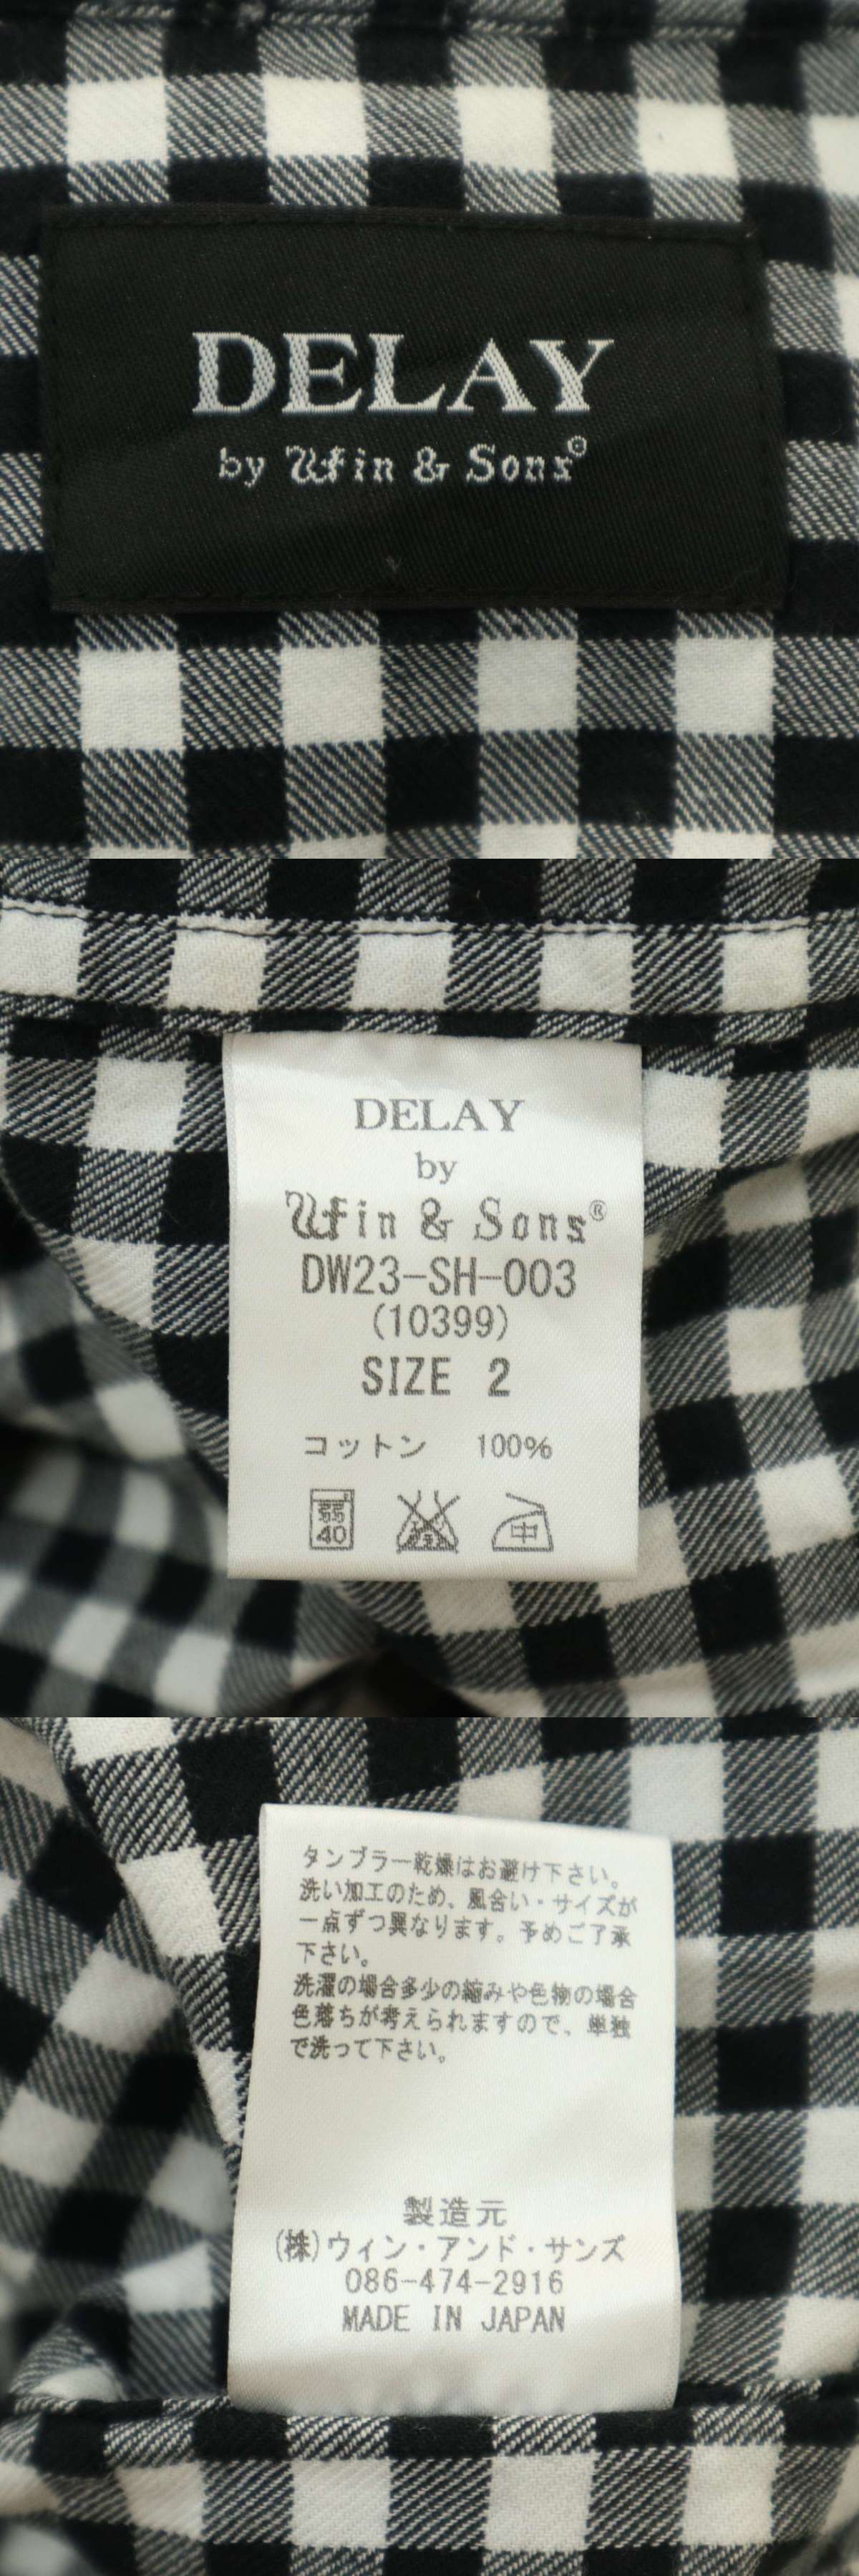 DELAY
by Wfin & Sons©
DELAY
by
Wfin & Sons®
DW23-SH-003
(10399)
SIZE 2
コットン 100%
40
中
タンブラー乾燥はお避け下さい。
洗い加工のため、風合い・サイズが
一点ずつ異なります。予めご了承
下さい。
洗濯の場合多少の縮みや色物の場合
色落ちが考えられますので、単独
で洗って下さい。
製造元
(株)ウィン・アンド・サンズ
086-474-2916
MADE IN JAPAN